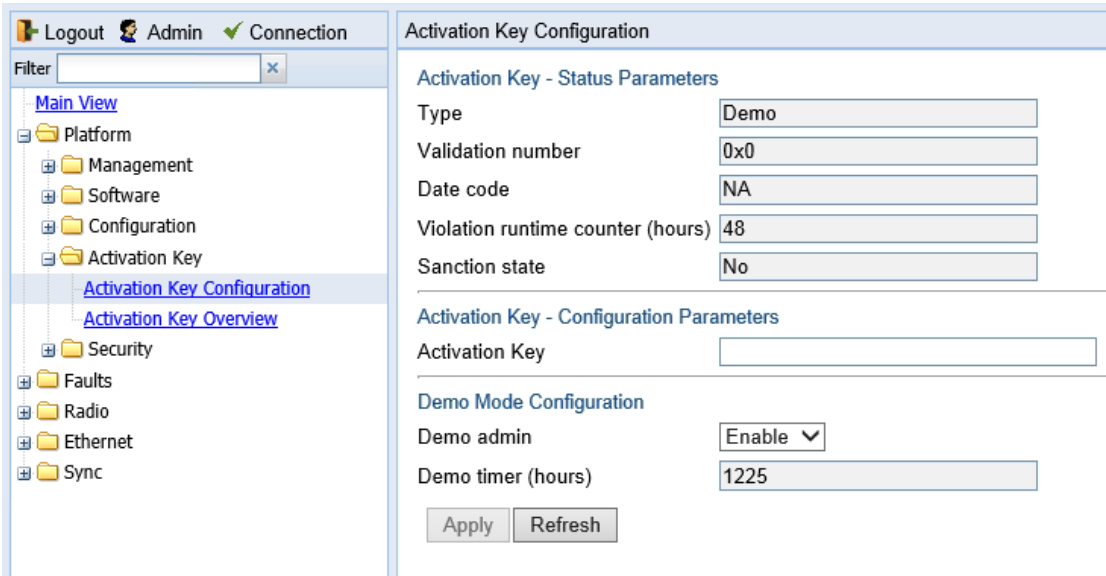 Logout Admin Connection
Filter
Main View
Platform
Management
Software
Configuration
Activation Key
Activation Key Configuration
Activation Key Overview
Security
Faults
Radio
Ethernet
Sync
Activation Key Configuration
Activation Key - Status Parameters
Type Demo
Validation number 0x0
Date code NA
Violation runtime counter (hours) 48
Sanction state No
Activation Key - Configuration Parameters
Activation Key
Demo Mode Configuration
Demo admin Enable
Demo timer (hours) 1225
Apply Refresh